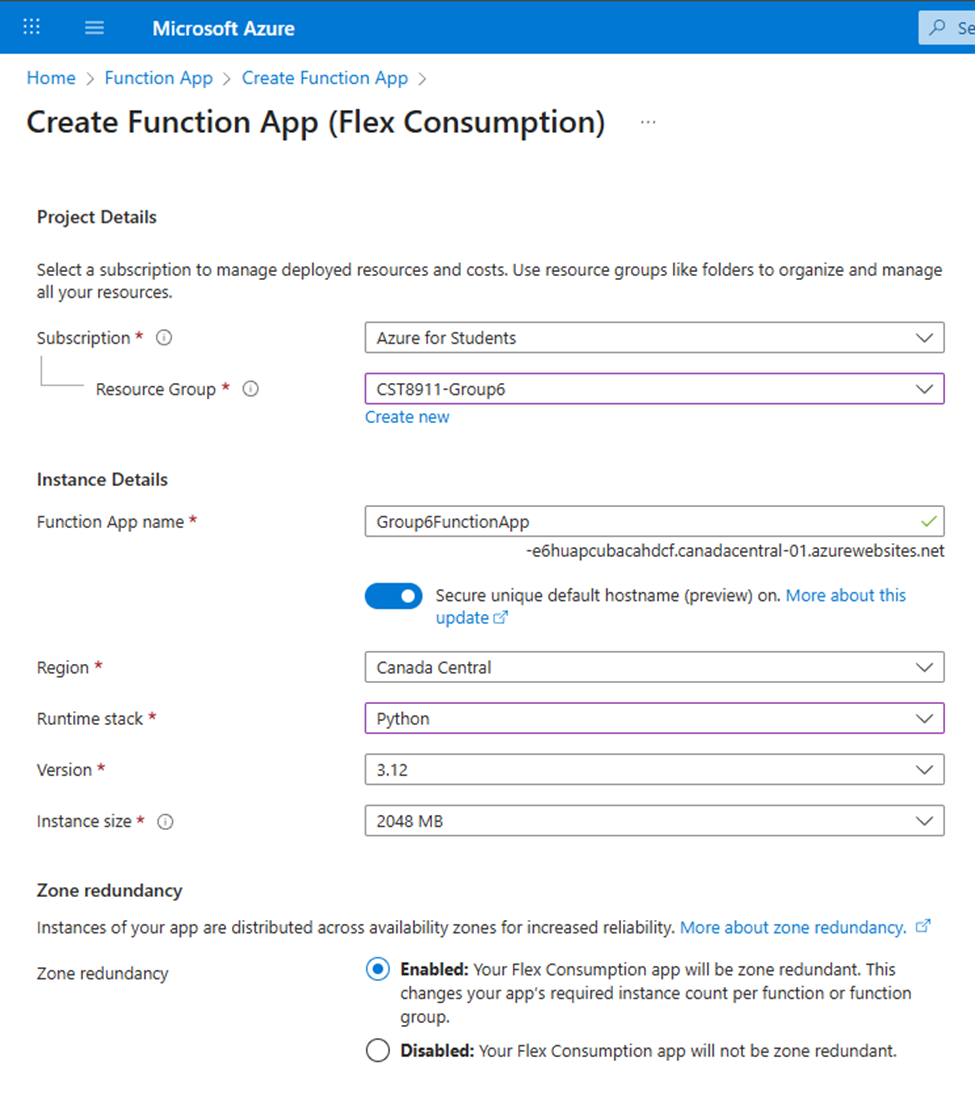 Microsoft Azure
Se
Home > Function App > Create Function App >
Create Function App (Flex Consumption) ...
Project Details
Select a subscription to manage deployed resources and costs. Use resource groups like folders to organize and manage
all your resources.
Subscription *
Azure for Students
Resource Group *
CST8911-Group6
Create new
Instance Details
Function App name *
Group6FunctionApp
-e6huapcubacahdcf.canadacentral-01.azurewebsites.net
Secure unique default hostname (preview) on. More about this
update
Region *
Canada Central
Runtime stack *
Python
Version *
3.12
Instance size *
2048 MB
Zone redundancy
Instances of your app are distributed across availability zones for increased reliability. More about zone redundancy.
Zone redundancy
Enabled: Your Flex Consumption app will be zone redundant. This
changes your app's required instance count per function or function
group.
Disabled: Your Flex Consumption app will not be zone redundant.